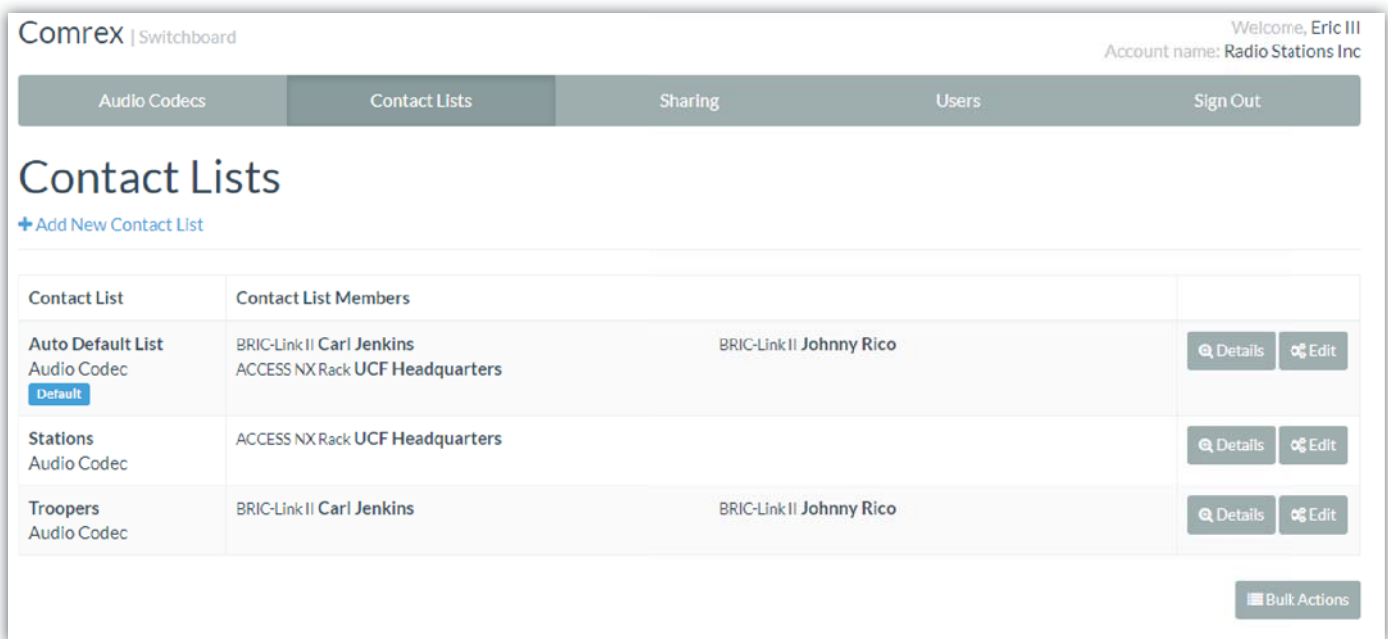 Comrex | Switchboard
Welcome, Eric III
Account name: Radio Stations Inc
Audio Codecs Contact Lists Sharing Users Sign Out
Contact Lists
+ Add New Contact List
Contact List Contact List Members
Auto Default List BRIC-Link II Carl Jenkins BRIC-Link II Johnny Rico Details Edit
Audio Codec ACCESS NX Rack UCF Headquarters
Default
Stations ACCESS NX Rack UCF Headquarters Details Edit
Audio Codec
Troopers BRIC-Link II Carl Jenkins BRIC-Link II Johnny Rico Details Edit
Audio Codec
Bulk Actions